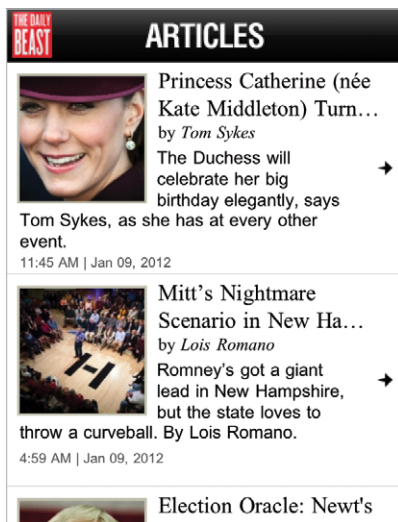 THE DAILY
BEAST
ARTICLES
Princess Catherine (née
Kate Middleton) Turn…
by Tom Sykes
The Duchess will
celebrate her big
birthday elegantly, says
Tom Sykes, as she has at every other
event.
11:45 AM | Jan 09, 2012
Mitt’s Nightmare
Scenario in New Ha…
by Lois Romano
Romney's got a giant
lead in New Hampshire,
but the state loves to
throw a curveball. By Lois Romano.
4:59 AM | Jan 09, 2012
Election Oracle: Newt's